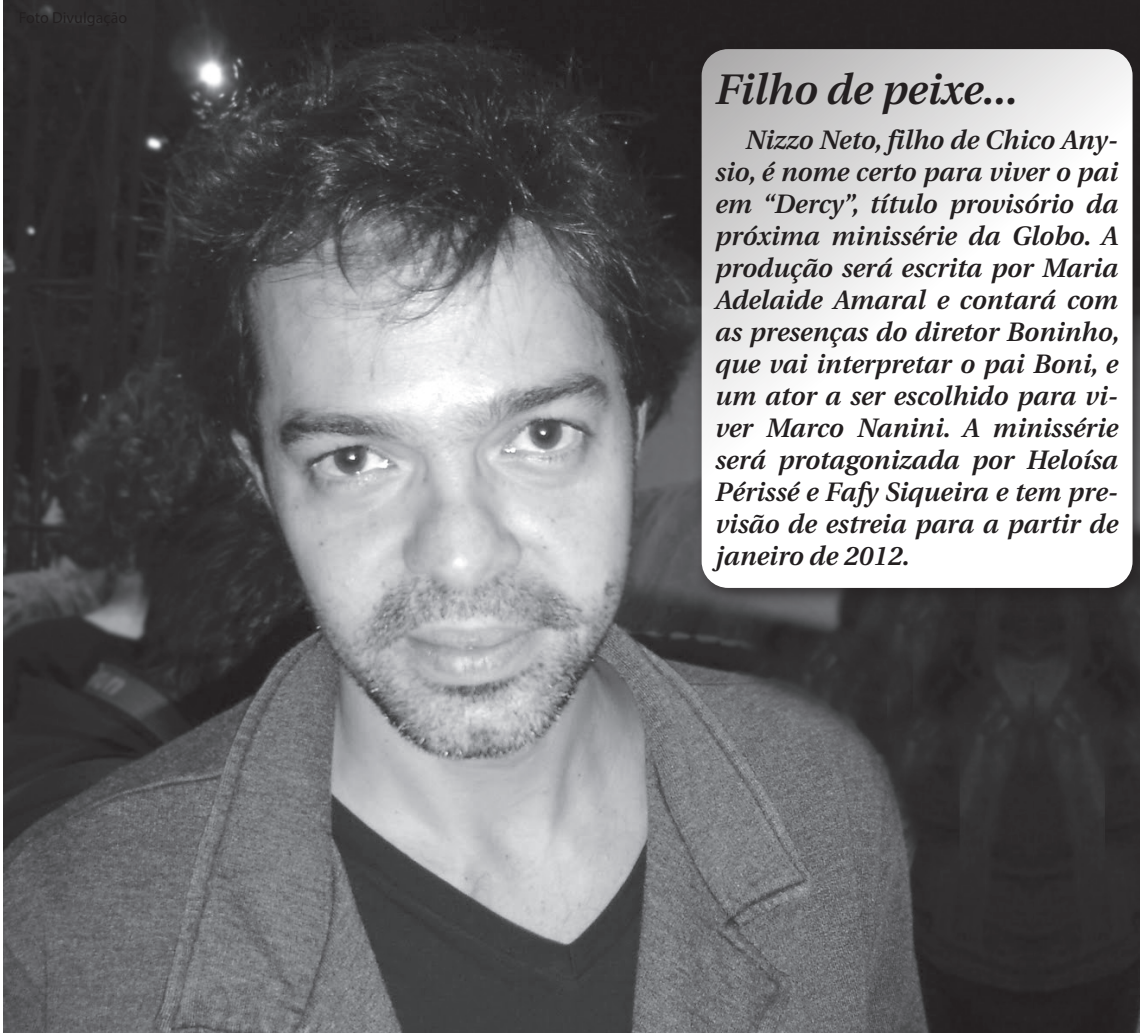 Foto Divulgação
Filho de peixe...
Nizzo Neto, filho de Chico Any-
sio, é nome certo para viver o pai
em “Dercy”, título provisório da
próxima minissérie da Globo. A
produção será escrita por Maria
Adelaide Amaral e contará com
as presenças do diretor Boninho,
que vai interpretar o pai Boni, e
um ator a ser escolhido para vi-
ver Marco Nanini. A minissérie
será protagonizada por Heloísa
Périssé e Fafy Siqueira e tem pre-
visão de estreia para a partir de
janeiro de 2012.